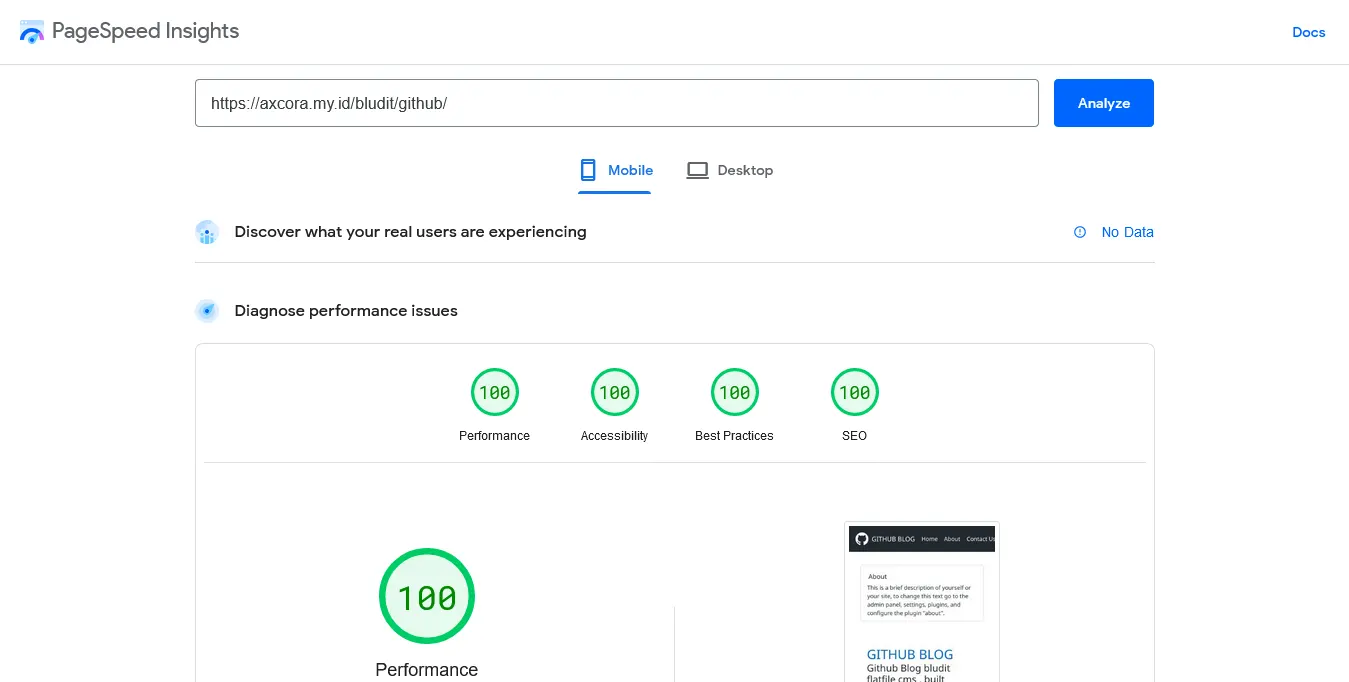 PageSpeed Insights
Docs
https://axcora.my.id/bludit/github/
Analyze
Mobile
Desktop
Discover what your real users are experiencing
No Data
Diagnose performance issues
100
100
100
100
Performance
Accessibility
Best Practices
SEO
100
Performance
GITHUB BLOG Home About Contact Us
About
This is a brief description of yourself or
your site, to change this text go to the
admin panel, settings, plugins, and
configure the plugin "about".
GITHUB BLOG
Github Blog bludit
flatfile cms , built